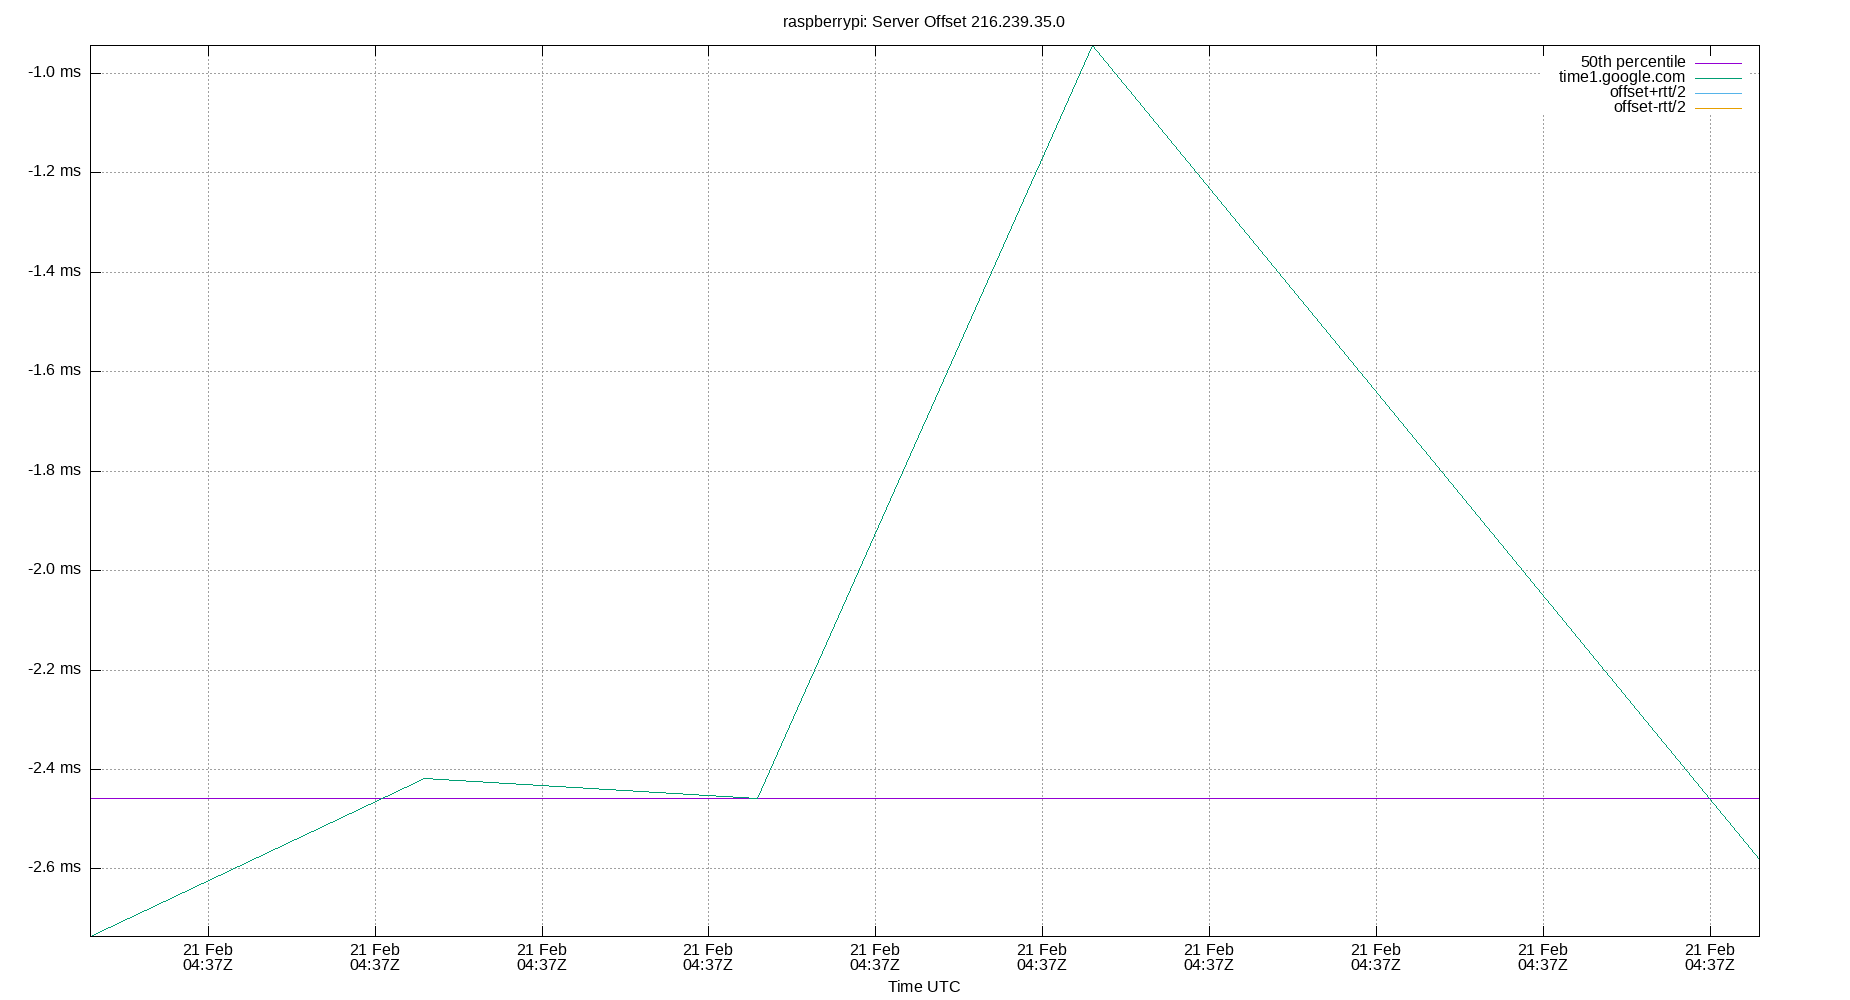 raspberrypi: Server Offset 216.239.35.0
50th percentile
time1.google.com
offset+rtt/2
offset-rtt/2
-1.0 ms
-1.2 ms
-1.4 ms
-1.6 ms
-1.8 ms
-2.0 ms
-2.2 ms
-2.4 ms
-2.6 ms
21 Feb 21 Feb 21 Feb 21 Feb 21 Feb 21 Feb 21 Feb 21 Feb 21 Feb 21 Feb
04:37Z 04:37Z 04:37Z 04:37Z 04:37Z 04:37Z 04:37Z 04:37Z 04:37Z 04:37Z
Time UTC